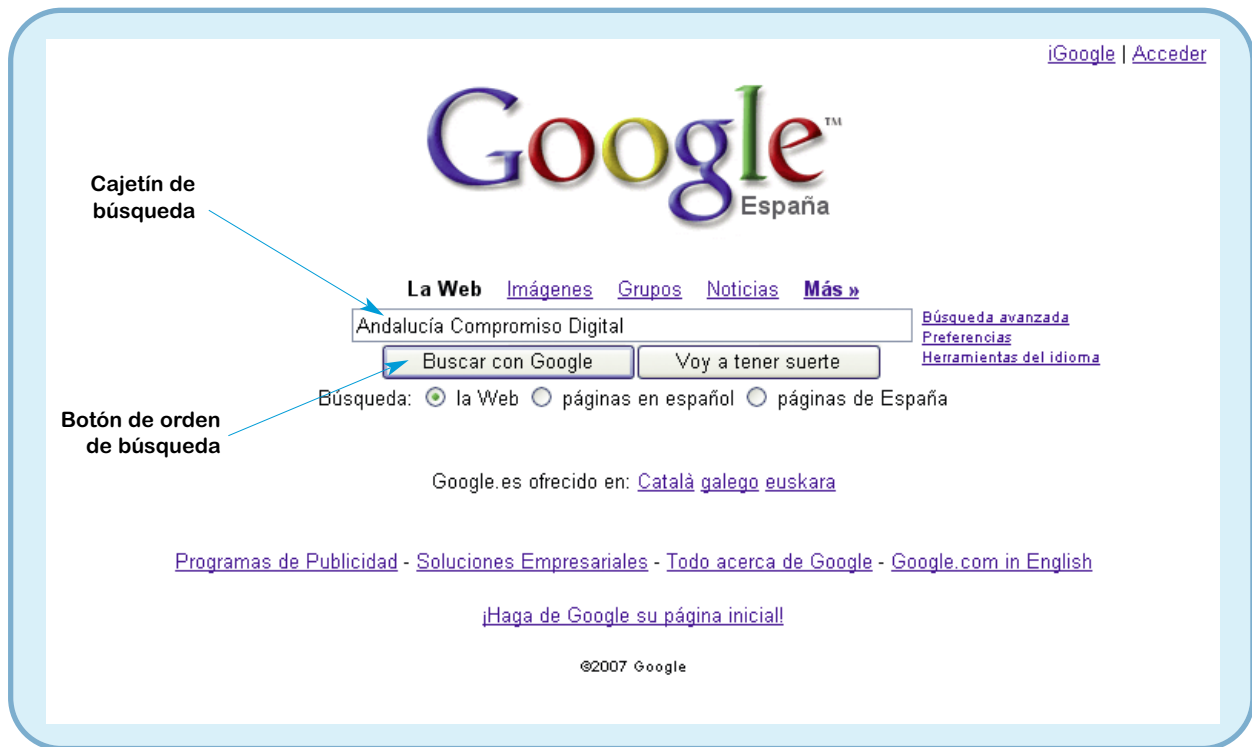 iGoogle | Acceder
Google™
España
Cajetín de
búsqueda
La Web Imágenes Grupos Noticias Más »
Andalucía Compromiso Digital
Búsqueda avanzada
Preferencias
Herramientas del idioma
Buscar con Google Voy a tener suerte
Búsqueda: la Web páginas en español páginas de España
Botón de orden
de búsqueda
Google.es ofrecido en: Català galego euskara
Programas de Publicidad - Soluciones Empresariales - Todo acerca de Google - Google.com in English
¡Haga de Google su página inicial!
©2007 Google